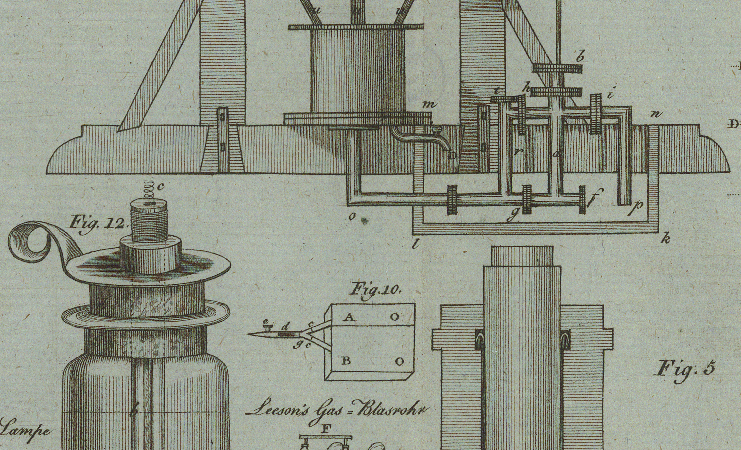 u v
b
h i
t
m n
D
r a
o g f p
l k
c
Fig. 12.
Fig. 10.
e d c A O
g c B O
Fig. 5
b
Leeson's Gas = Blasrohr
Lampe
F